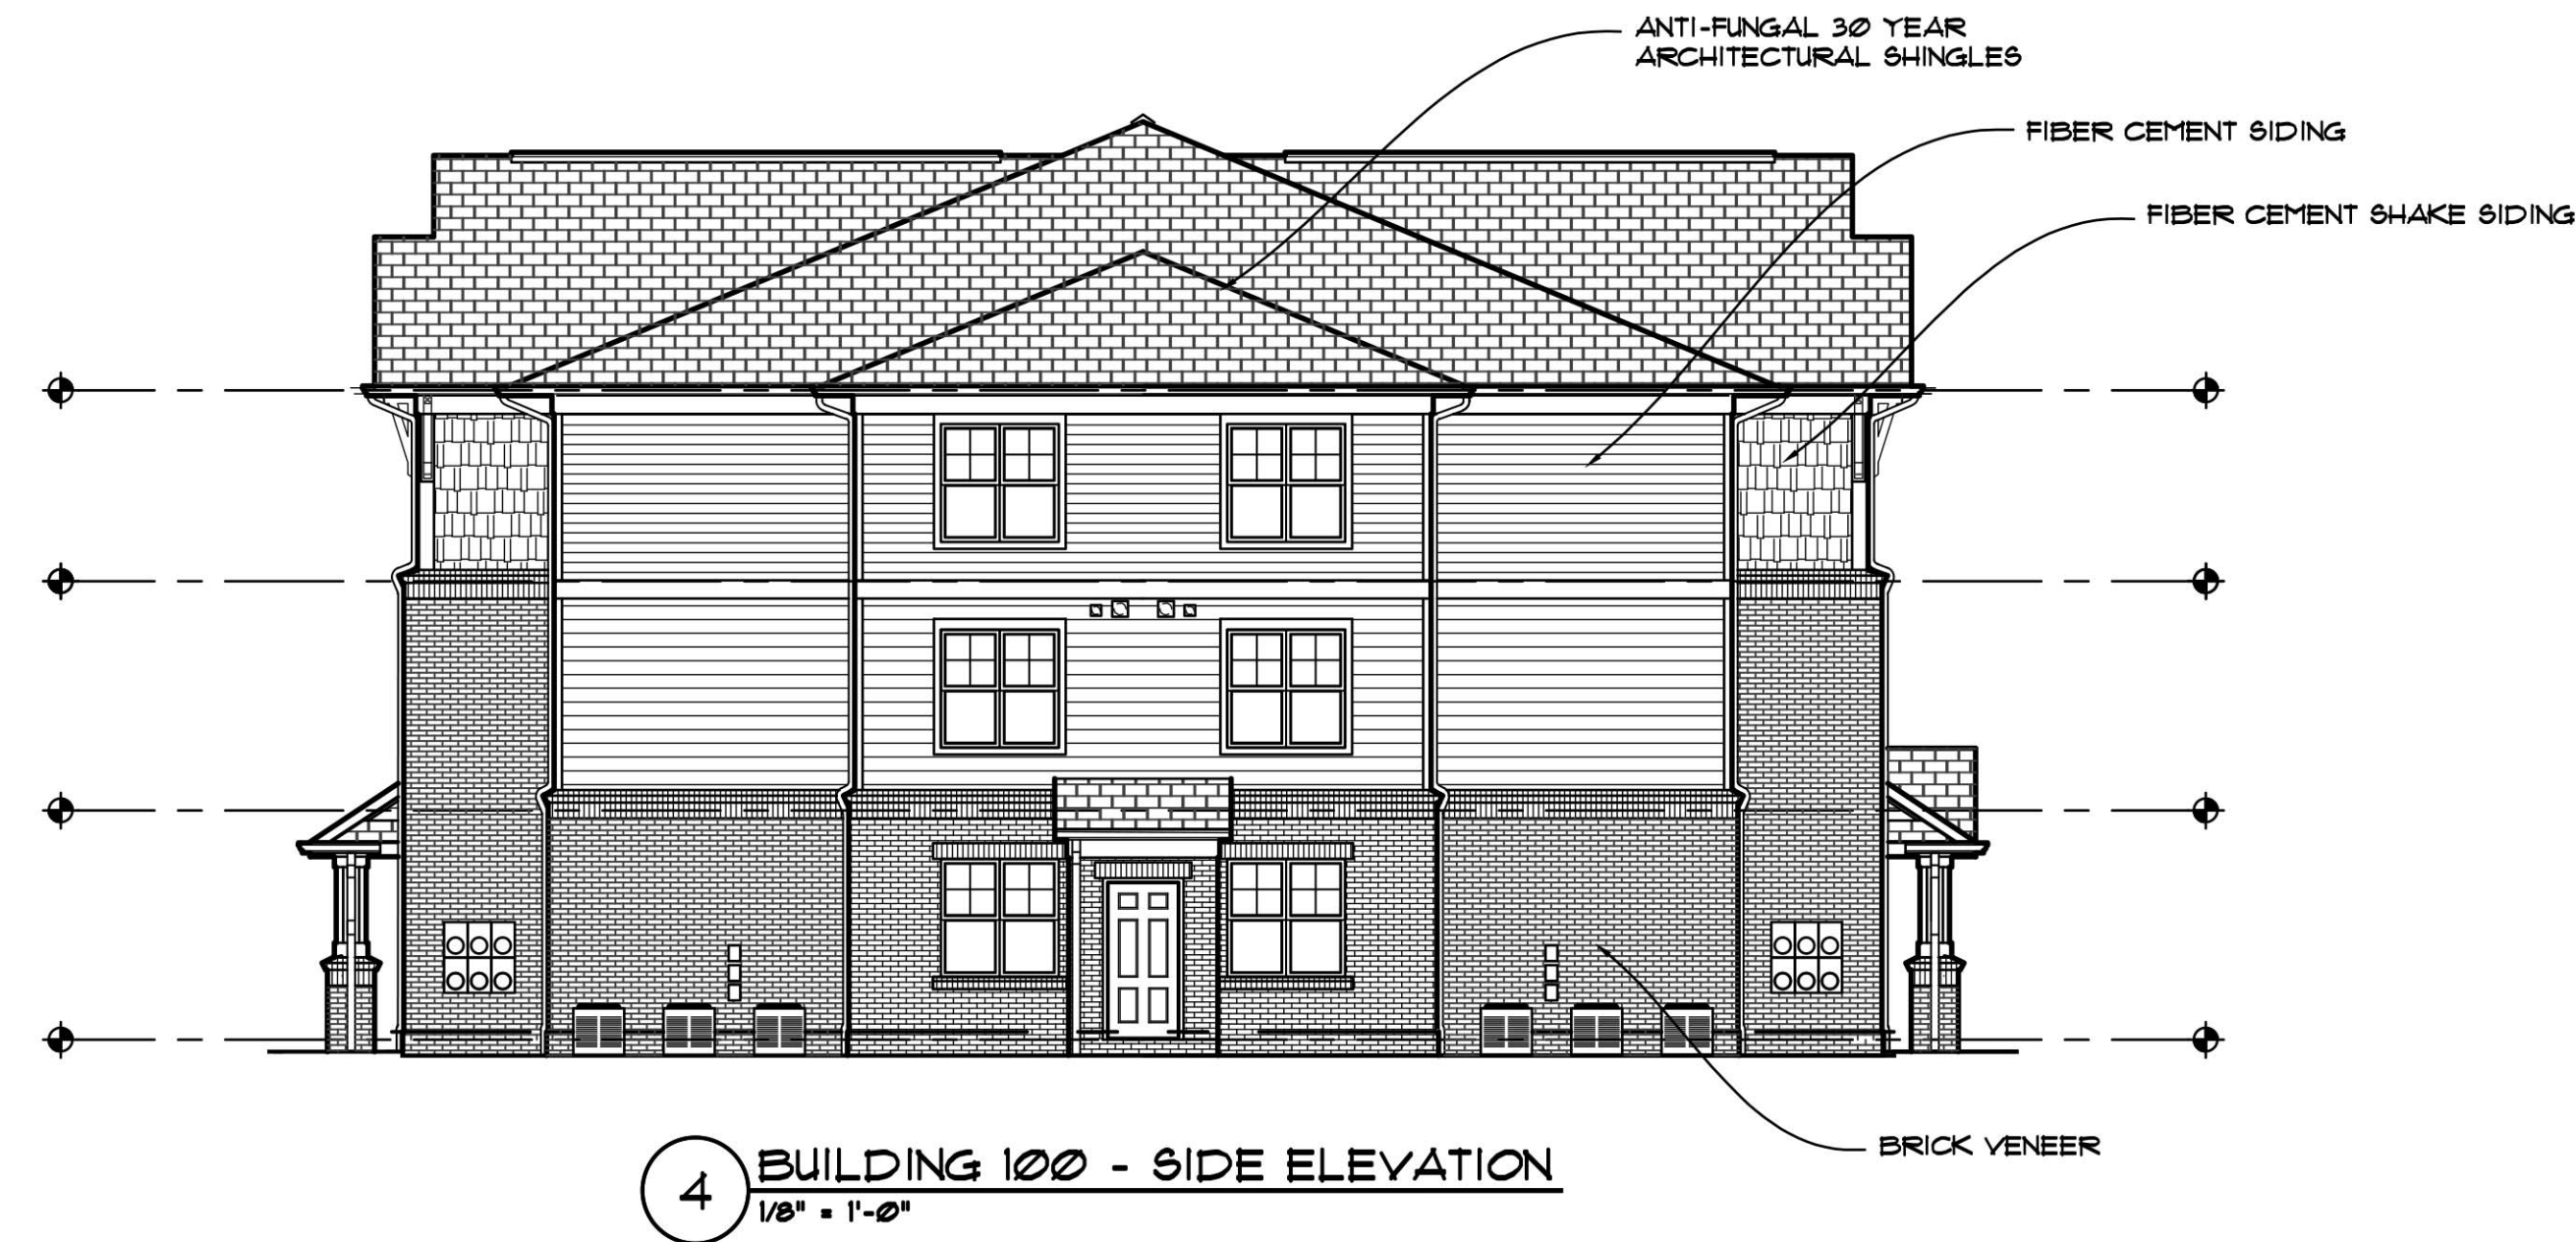 ANTI-FUNGAL 30 YEAR
ARCHITECTURAL SHINGLES
FIBER CEMENT SIDING
FIBER CEMENT SHAKE SIDING
BRICK VENEER
4
BUILDING 100 - SIDE ELEVATION
1/8" = 1'-0"